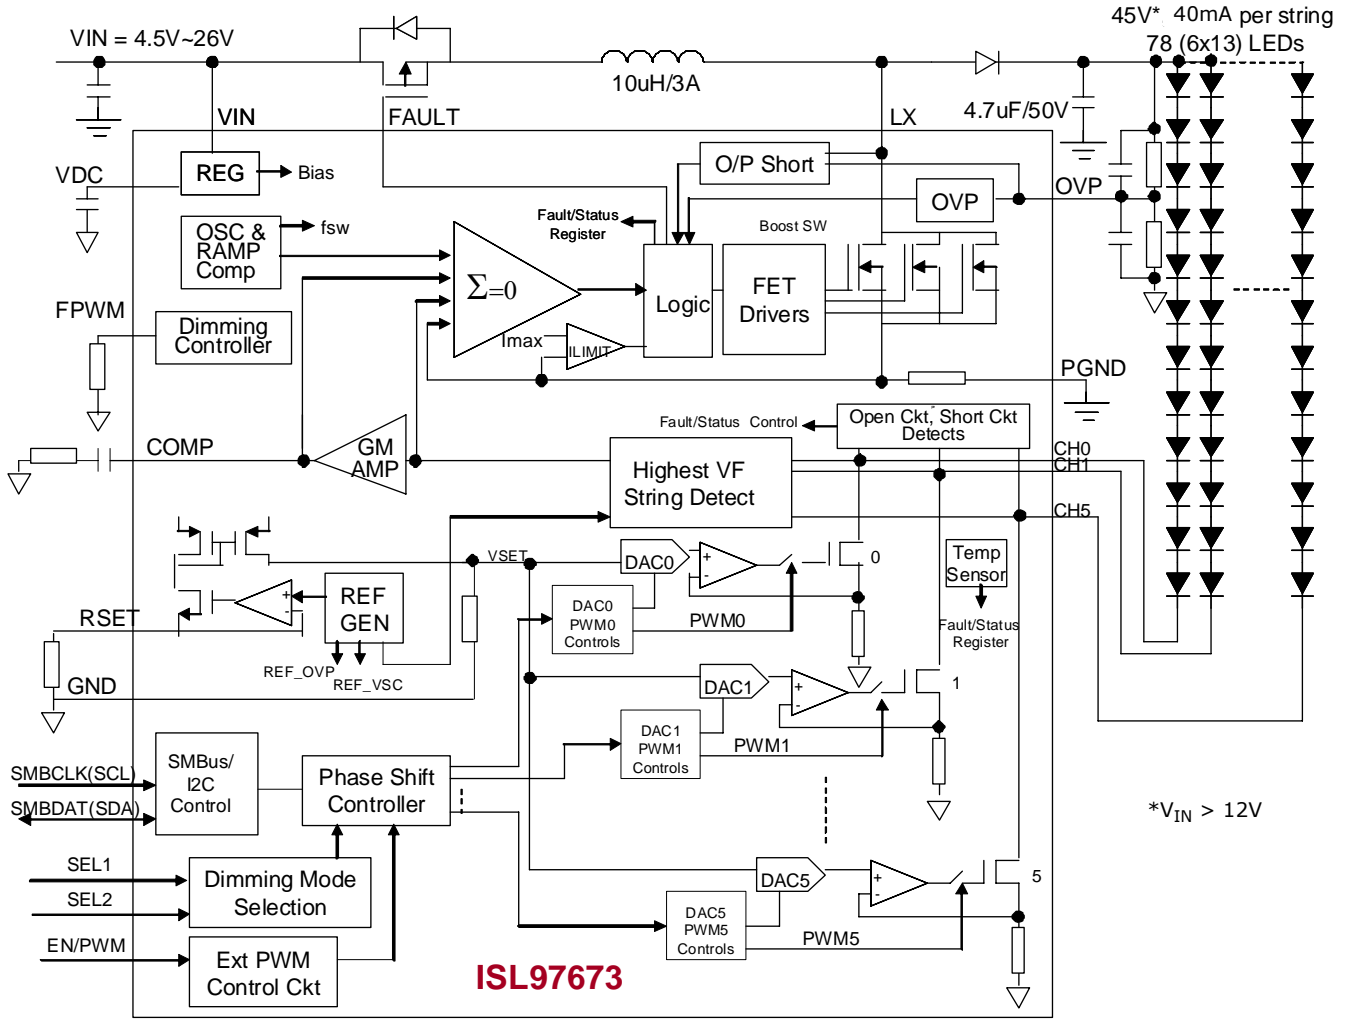 45V* 40mA per string
78 (6x13) LEDs
VIN = 4.5V~26V
10uH/3A
4.7uF/50V
VIN
FAULT
LX
VDC
REG
Bias
O/P Short
OVP
OVP
OSC &
RAMP
Comp
fsw
Fault/Status
Register
Boost SW
Σ=0
Logic
FET
Drivers
FPWM
Dimming
Controller
Imax
ILIMIT
PGND
Fault/Status Control
Open Ckt, Short Ckt
Detects
COMP
GM
AMP
Highest VF
String Detect
CH0
CH1
CH5
VSET
DAC0
+
-
0
Temp
Sensor
Fault/Status
Register
REF
GEN
+
-
RSET
DAC0
PWM0
Controls
PWM0
REF_OVP
REF_VSC
GND
DAC1
+
-
1
DAC1
PWM1
Controls
PWM1
SMBCLK(SCL)
SMBDAT(SDA)
SMBus/
I2C
Control
Phase Shift
Controller
*VIN > 12V
SEL1
SEL2
Dimming Mode
Selection
DAC5
+
-
5
DAC5
PWM5
Controls
PWM5
EN/PWM
Ext PWM
Control Ckt
ISL97673